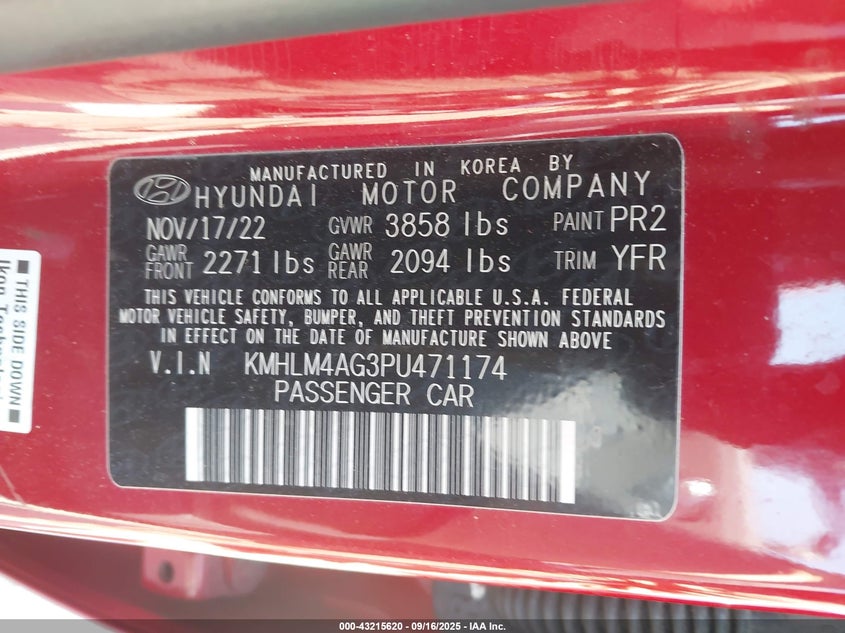 MANUFACTURED IN KOREA BY
HYUNDAI MOTOR COMPANY
NOV/17/22 GVWR 3858 lbs PAINT PR2
GAWR FRONT 2271 lbs GAWR REAR 2094 lbs TRIM YFR
THIS VEHICLE CONFORMS TO ALL APPLICABLE U.S.A. FEDERAL
MOTOR VEHICLE SAFETY, BUMPER, AND THEFT PREVENTION STANDARDS
IN EFFECT ON THE DATE OF MANUFACTURE SHOWN ABOVE
V.I.N KMHLM4AG3PU471174
PASSENGER CAR
THIS SIDE DOWN
000-43215620 - 09/16/2025 - IAA Inc.